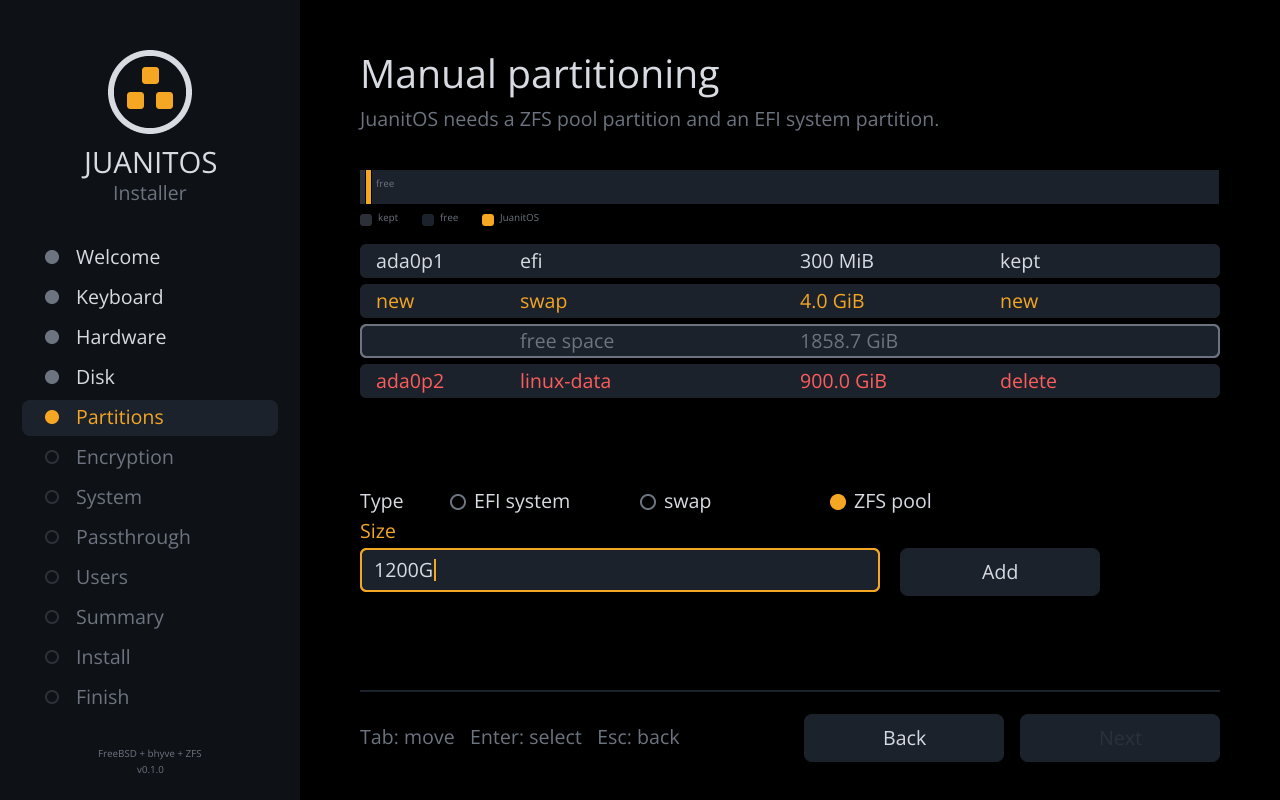 JUANITOS
Installer
Welcome
Keyboard
Hardware
Disk
Partitions
Encryption
System
Passthrough
Users
Summary
Install
Finish
FreeBSD + bhyve + ZFS
v0.1.0
Manual partitioning
JuanitOS needs a ZFS pool partition and an EFI system partition.
free
kept free JuanitOS
ada0p1 efi 300 MiB kept
new swap 4.0 GiB new
free space 1858.7 GiB
ada0p2 linux-data 900.0 GiB delete
Type EFI system swap ZFS pool
Size
1200G Add
Tab: move Enter: select Esc: back Back Next